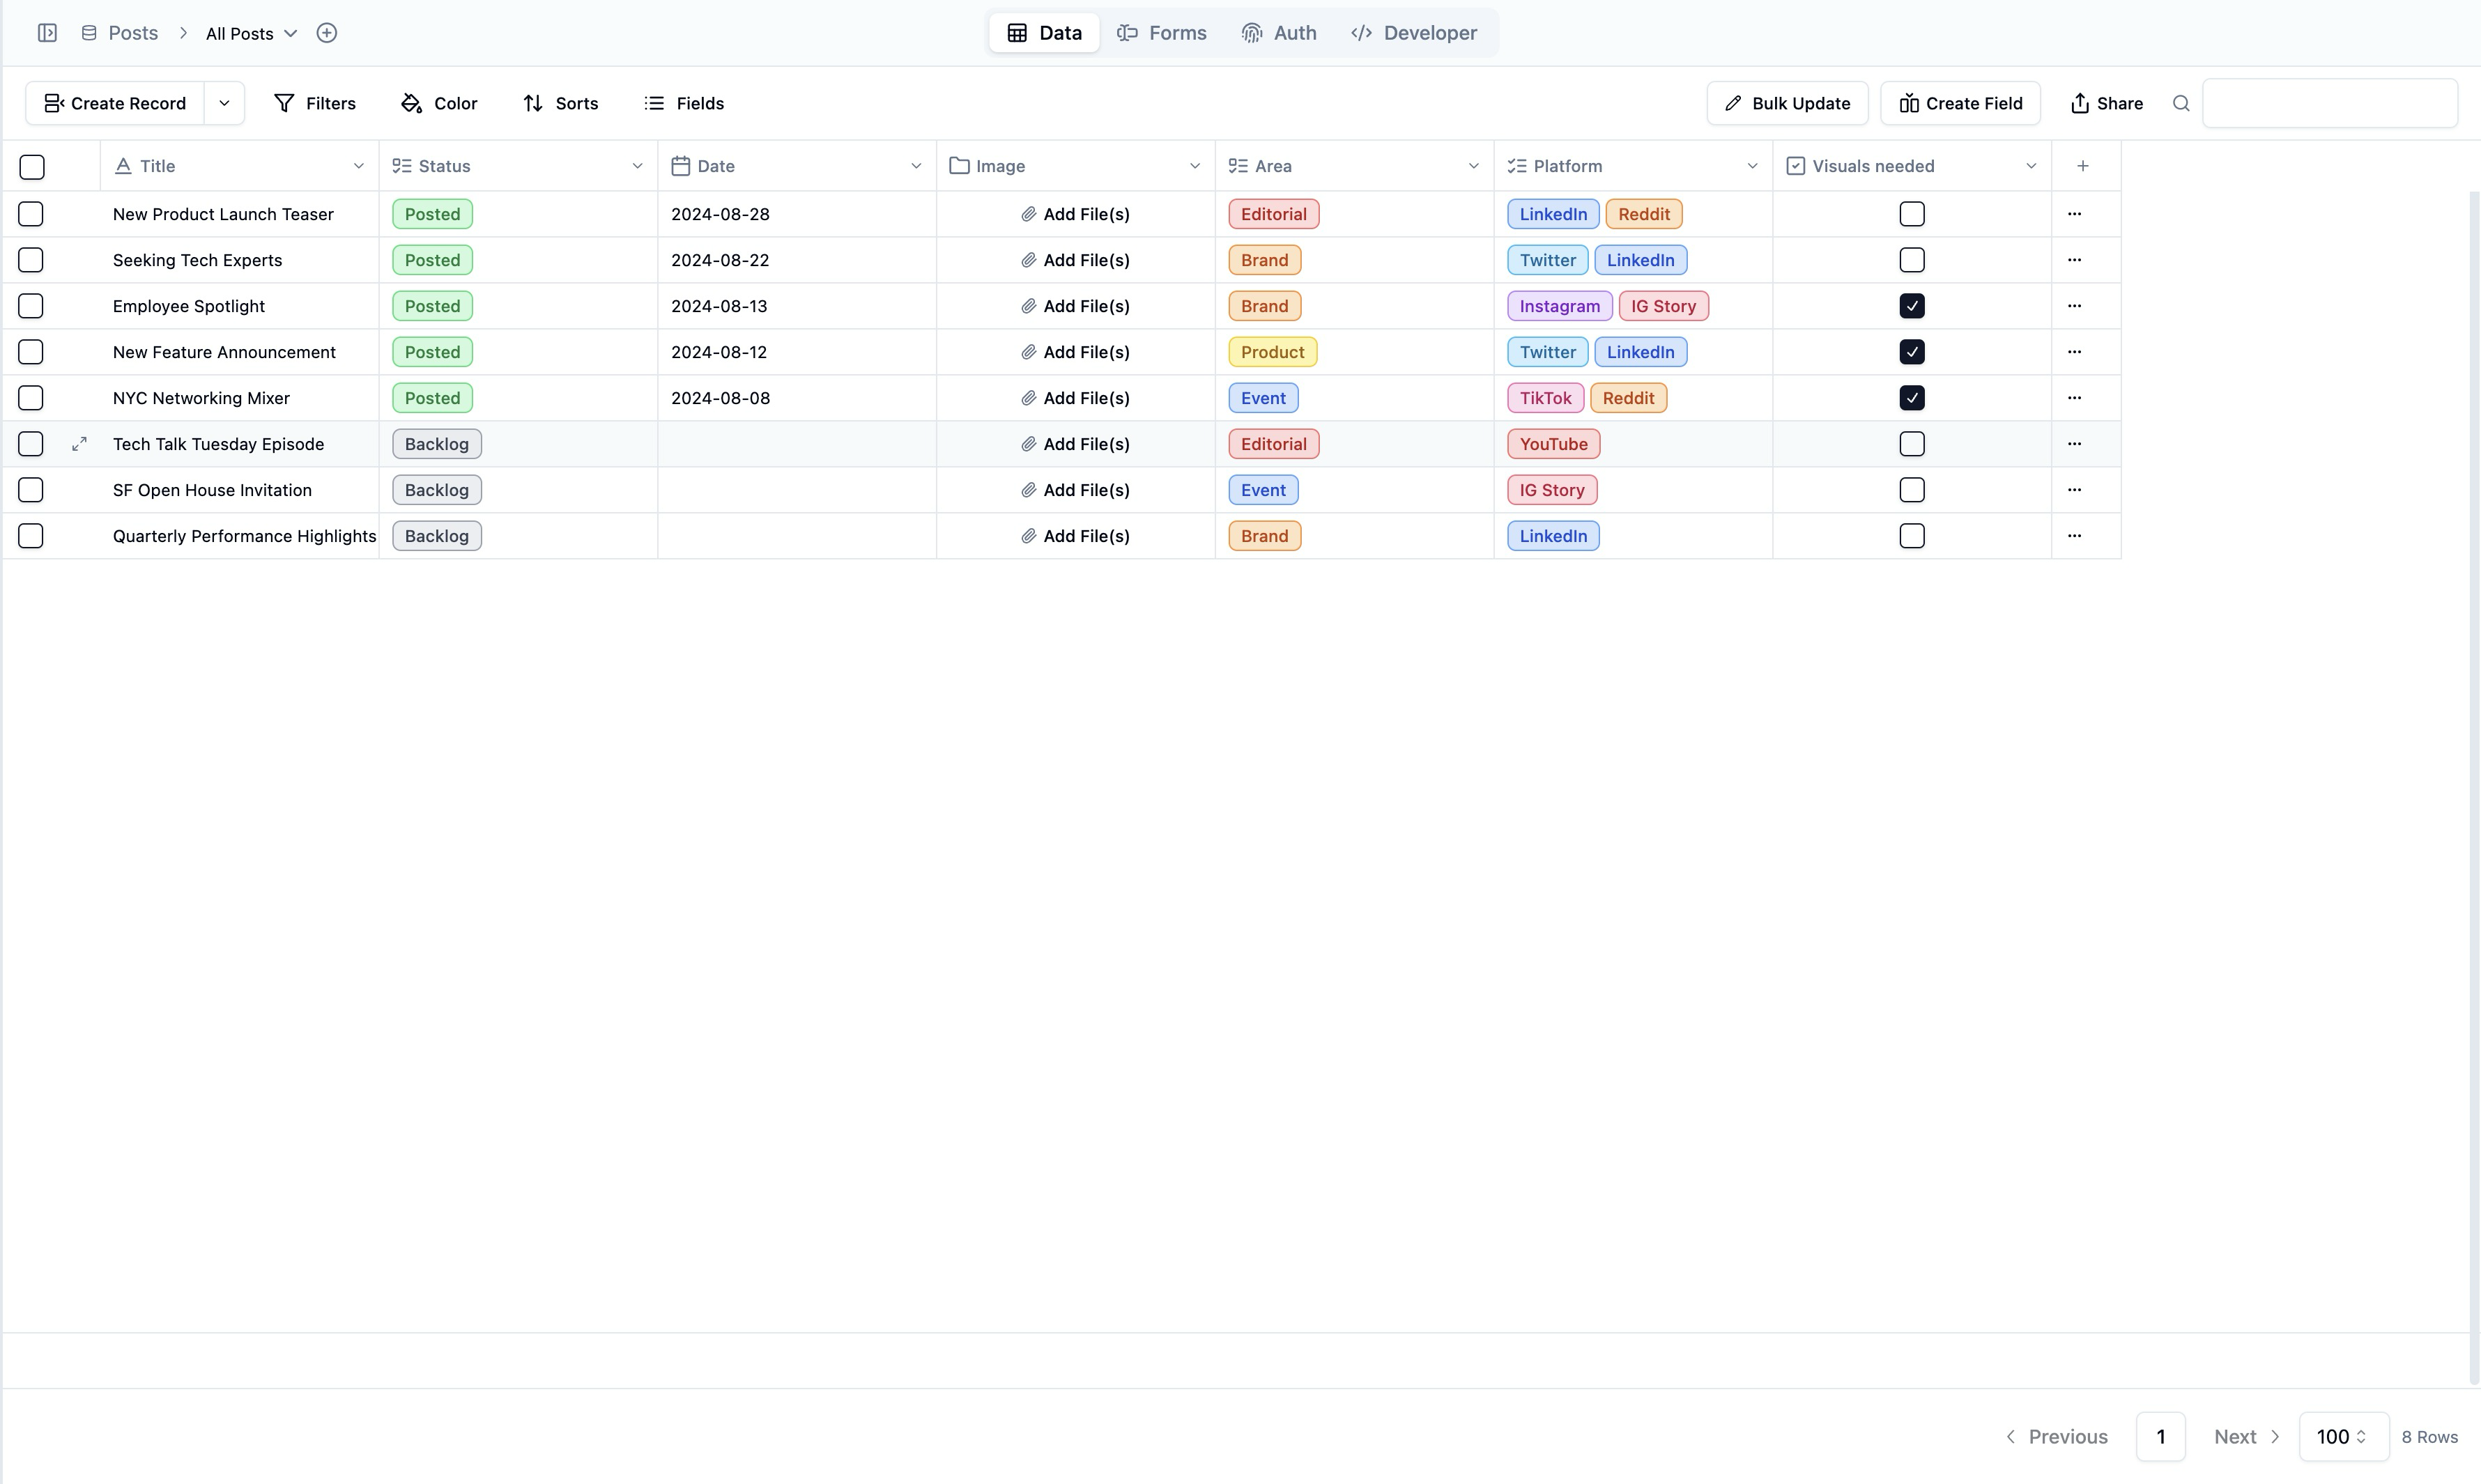 Posts All Posts Data Forms Auth Developer
Create Record Filters Color Sorts Fields Bulk Update Create Field Share
Title Status Date Image Area Platform Visuals needed
New Product Launch Teaser Posted 2024-08-28 Add File(s) Editorial LinkedIn Reddit
Seeking Tech Experts Posted 2024-08-22 Add File(s) Brand Twitter LinkedIn
Employee Spotlight Posted 2024-08-13 Add File(s) Brand Instagram IG Story
New Feature Announcement Posted 2024-08-12 Add File(s) Product Twitter LinkedIn
NYC Networking Mixer Posted 2024-08-08 Add File(s) Event TikTok Reddit
Tech Talk Tuesday Episode Backlog Add File(s) Editorial YouTube
SF Open House Invitation Backlog Add File(s) Event IG Story
Quarterly Performance Highlights Backlog Add File(s) Brand LinkedIn
Previous 1 Next 100 8 Rows